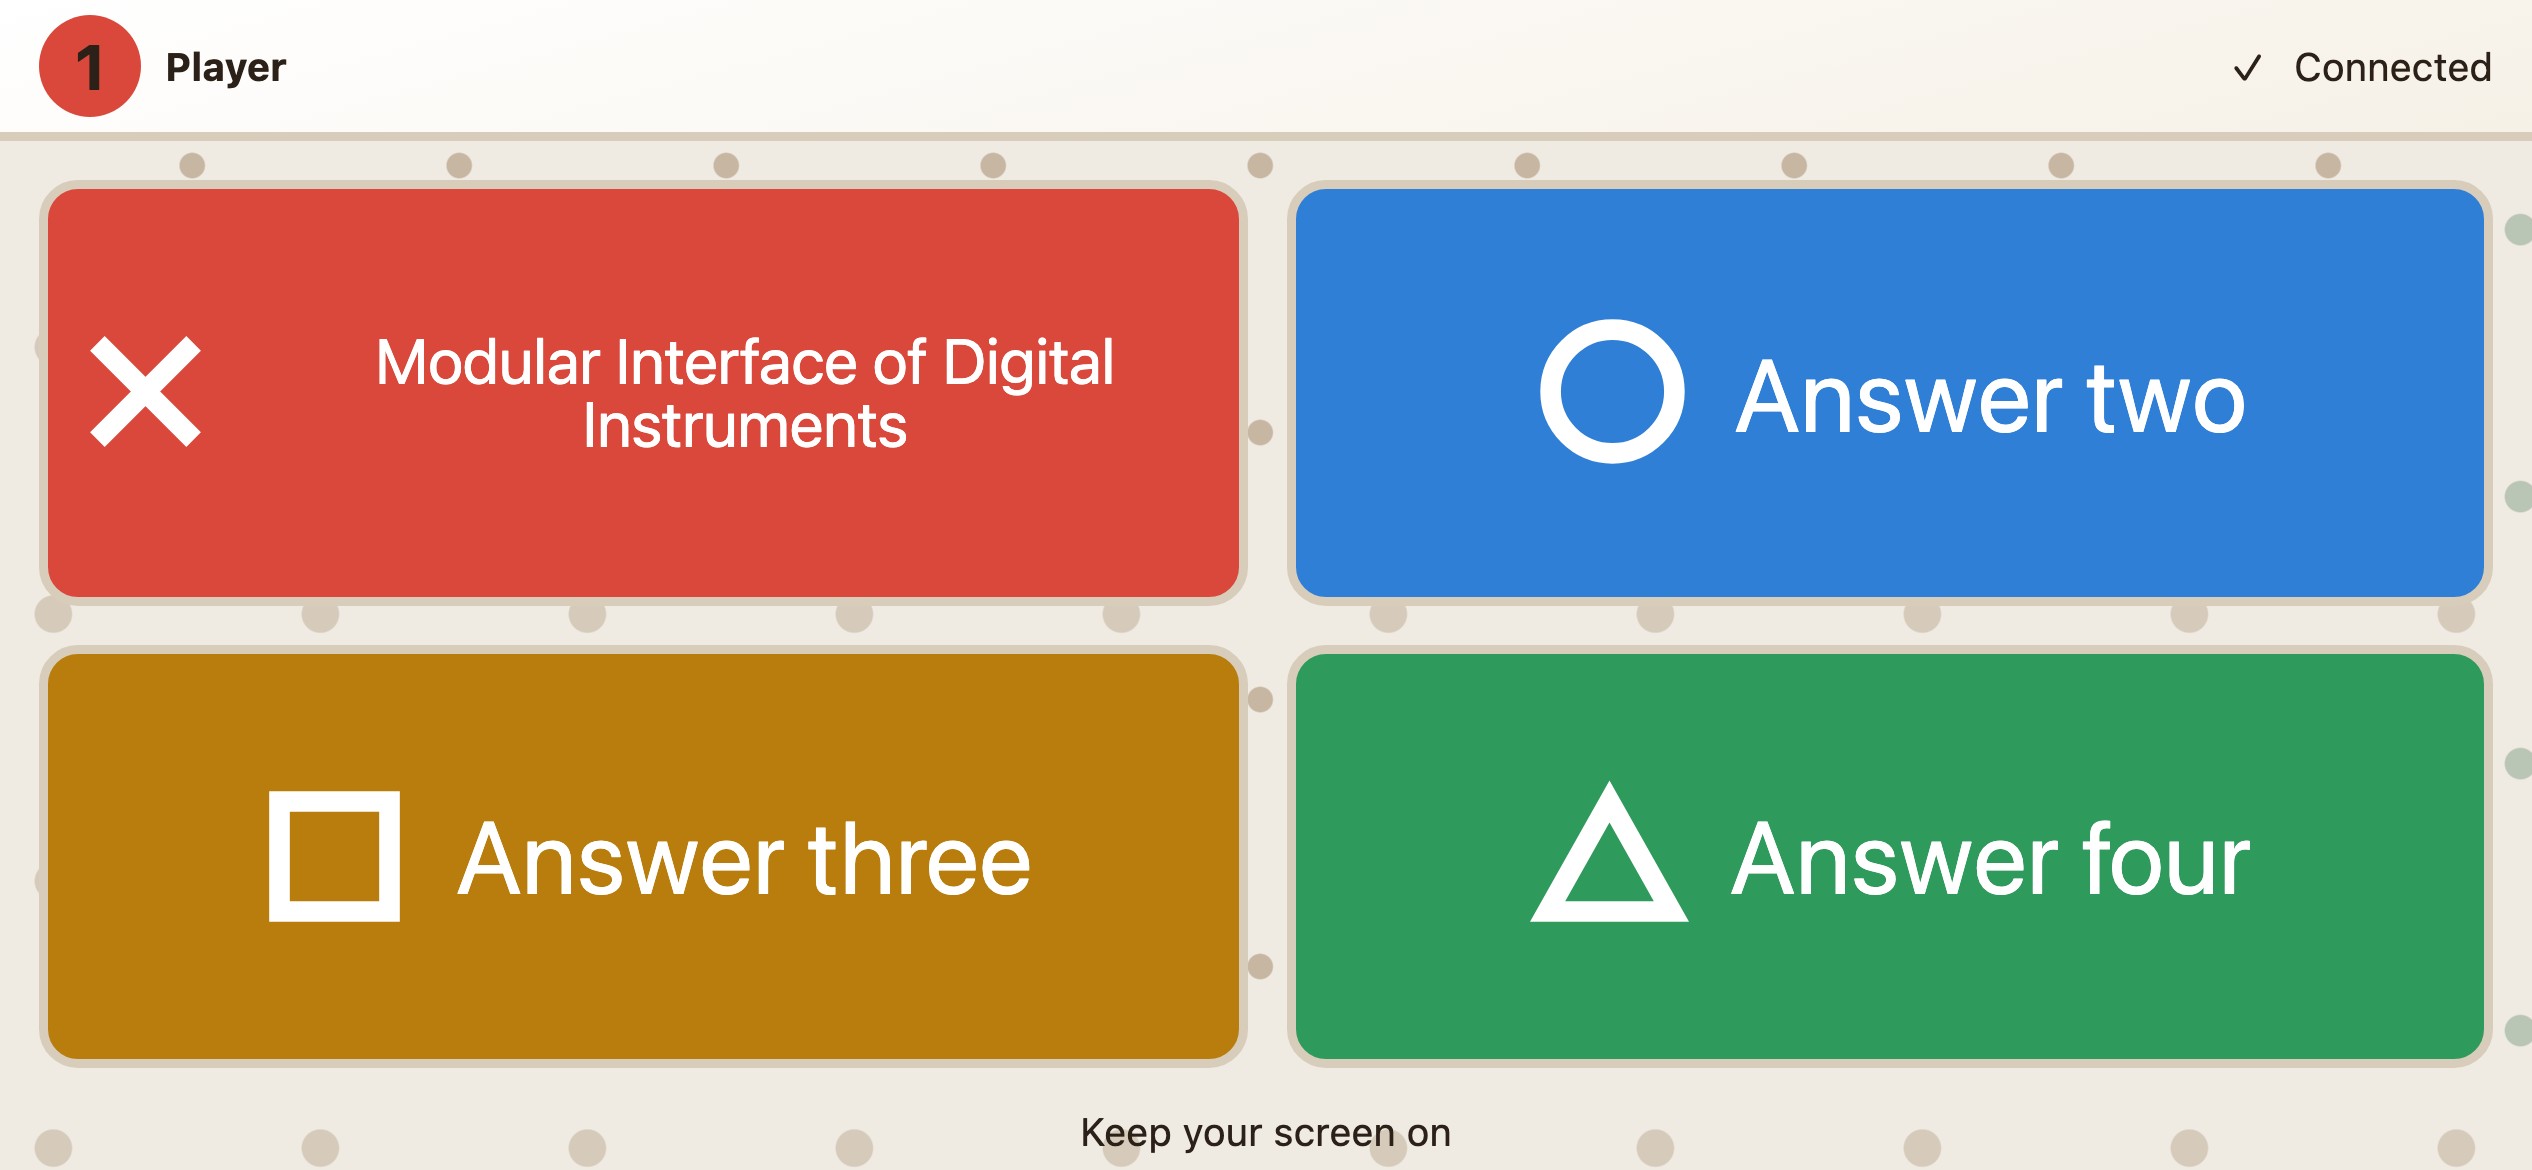 1 Player
✓ Connected
Modular Interface of Digital
Instruments
Answer two
Answer three
Answer four
Keep your screen on